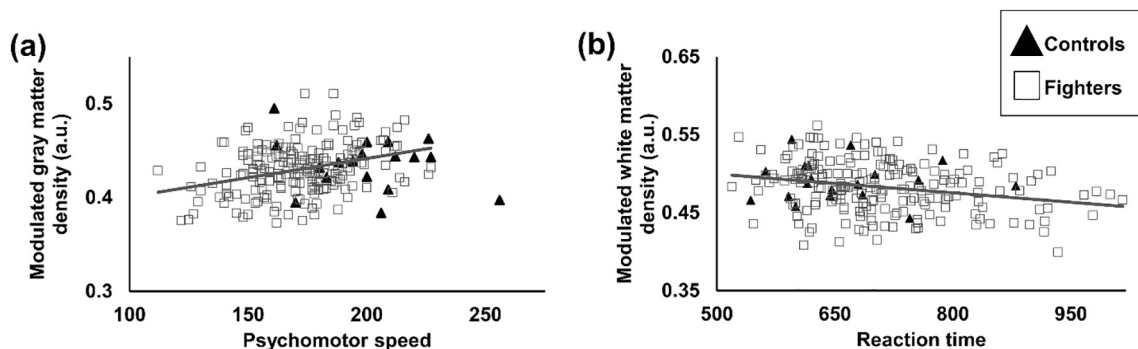 (a)
Modulated gray matter
density (a.u.)
0.5
0.4
0.3
100
150
200
250
Psychomotor speed
(b)
Modulated white matter
density (a.u.)
0.65
0.55
0.45
0.35
500
650
800
950
Reaction time
Controls
Fighters